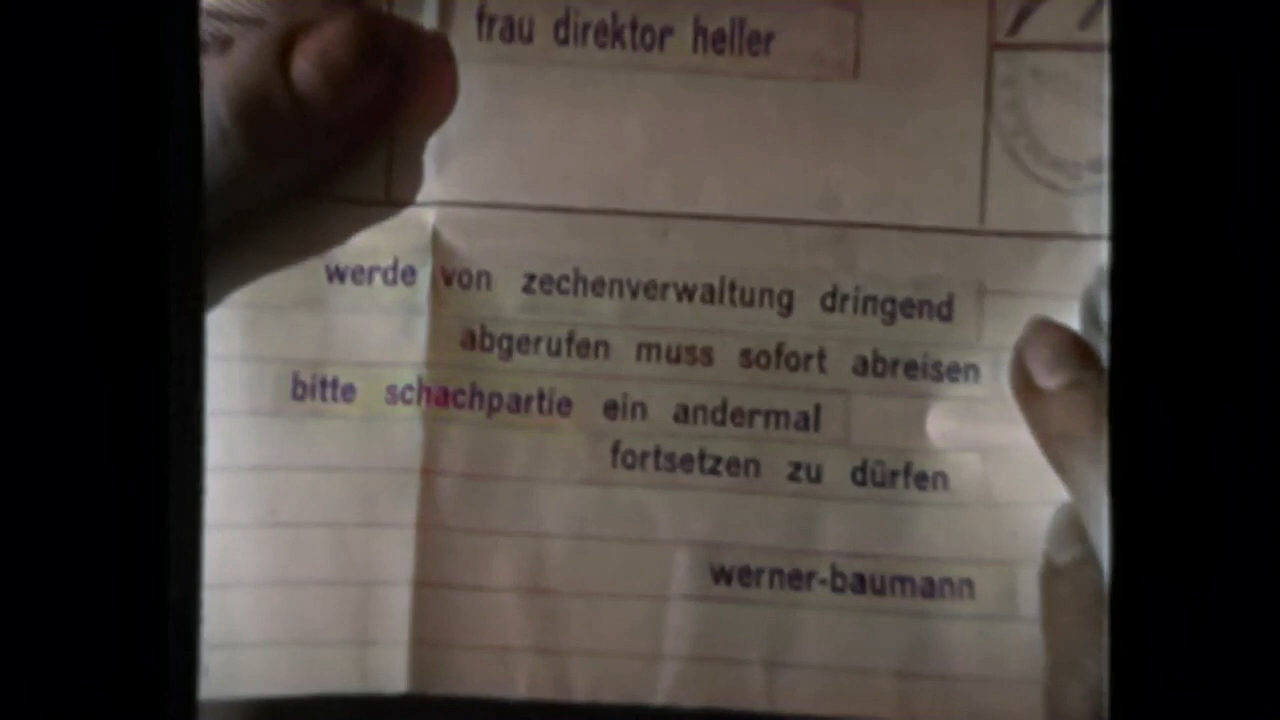 frau direktor heller
werde von zechenverwaltung dringend
abgerufen muss sofort abreisen
bitte schachpartie ein andermal
fortsetzen zu dürfen
werner-baumann